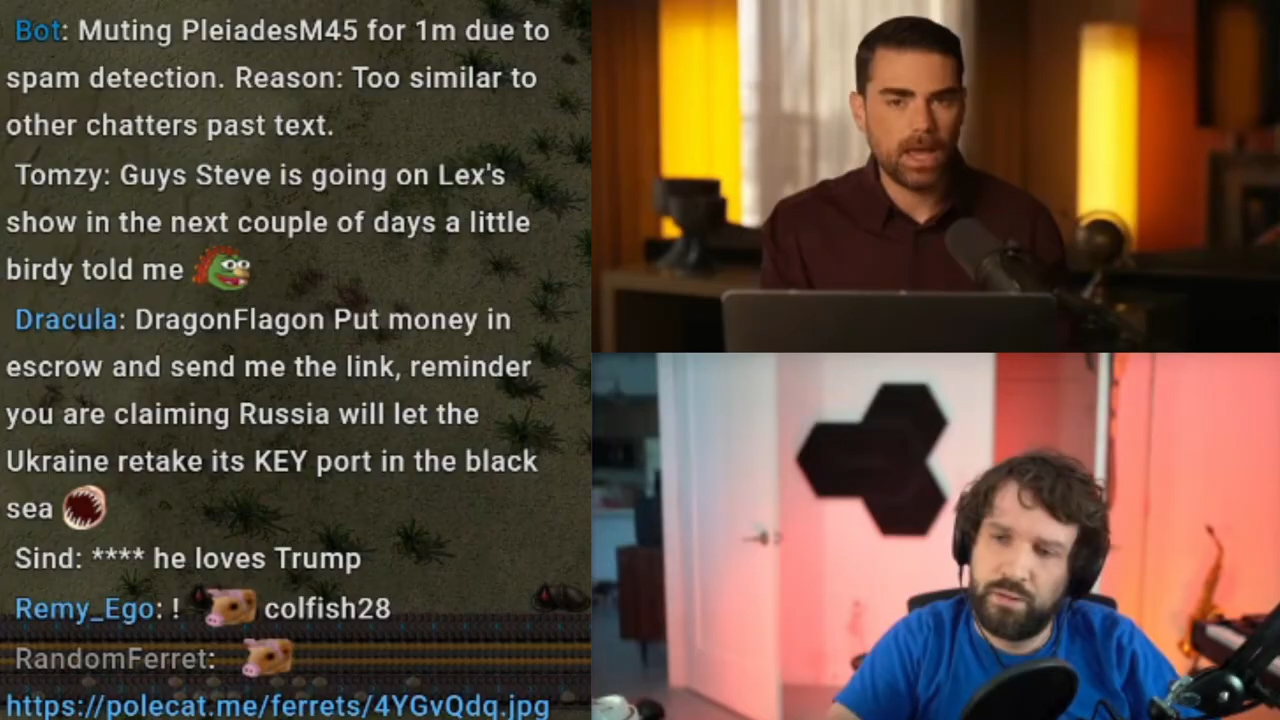 Bot: Muting PleiadesM45 for 1m due to
spam detection. Reason: Too similar to
other chatters past text.
Tomzy: Guys Steve is going on Lex's
show in the next couple of days a little
birdy told me
Dracula: DragonFlagon Put money in
escrow and send me the link, reminder
you are claiming Russia will let the
Ukraine retake its KEY port in the black
sea
Sind: **** he loves Trump
Remy_Ego: ! colfish28
RandomFerret:
https://polecat.me/ferrets/4YGvQdq.jpg